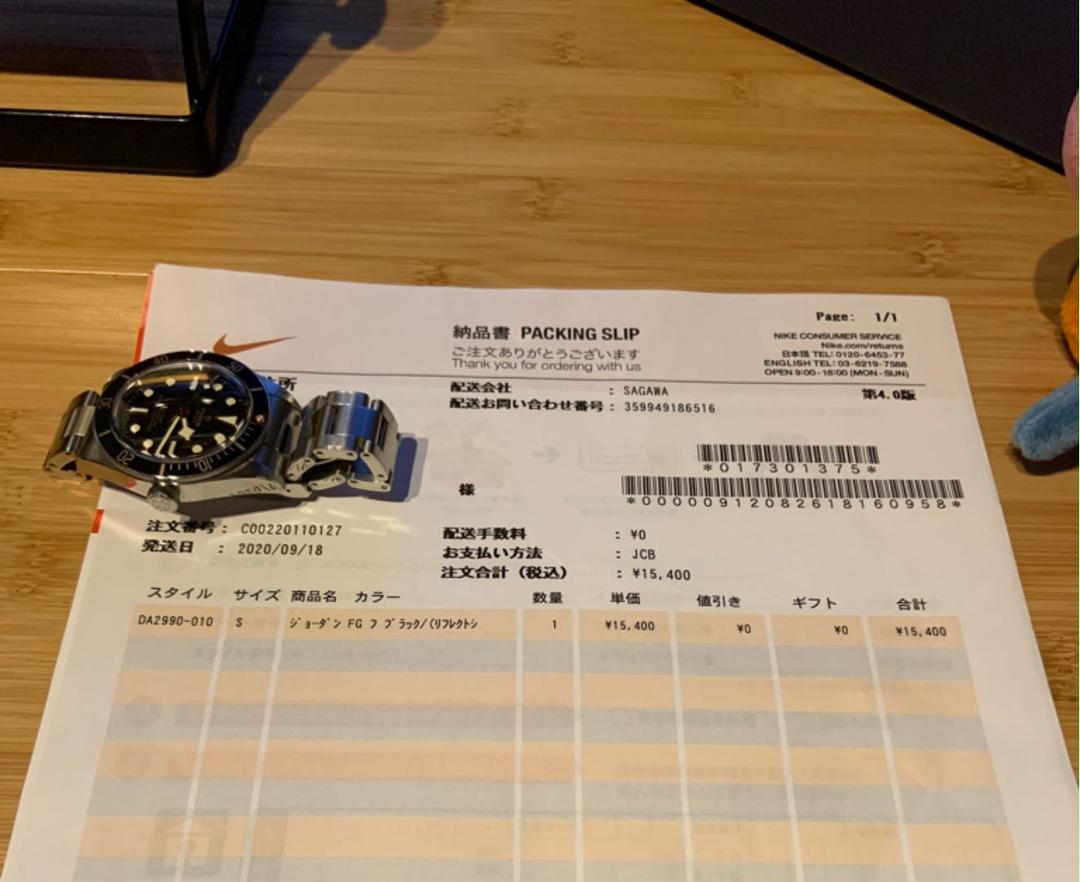 Page: 1/1
納品書 PACKING SLIP
ご注文ありがとうございます
Thank you for ordering with us
NIKE CONSUMER SERVICE
Nike.com/returns
日本語 TEL: 0120-6453-77
ENGLISH TEL: 03-6219-7588
OPEN 9:00 - 18:00 (MON - SUN)
所
配送会社 : SAGAWA
第4.0版
配送お問い合わせ番号 : 359949186516
*017301375*
様
*00000912082618160958*
注文番号 : C00220110127
発送日 : 2020/09/18
配送手数料 : ¥0
お支払い方法 : JCB
注文合計 (税込) : ¥15,400
スタイル サイズ 商品名 カラー 数量 単価 値引き ギフト 合計
DA2990-010 S ジョーダン FG フ ブラック/(リフレクトシ 1 ¥15,400 ¥0 ¥0 ¥15,400